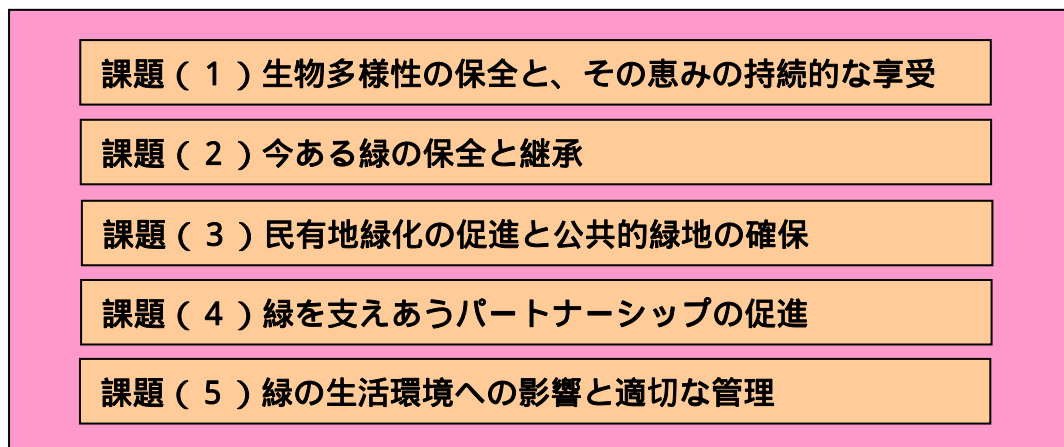 課題（１）生物多様性の保全と、その恵みの持続的な享受
課題（２）今ある緑の保全と継承
課題（３）民有地緑化の促進と公共的緑地の確保
課題（４）緑を支えあうパートナーシップの促進
課題（５）緑の生活環境への影響と適切な管理